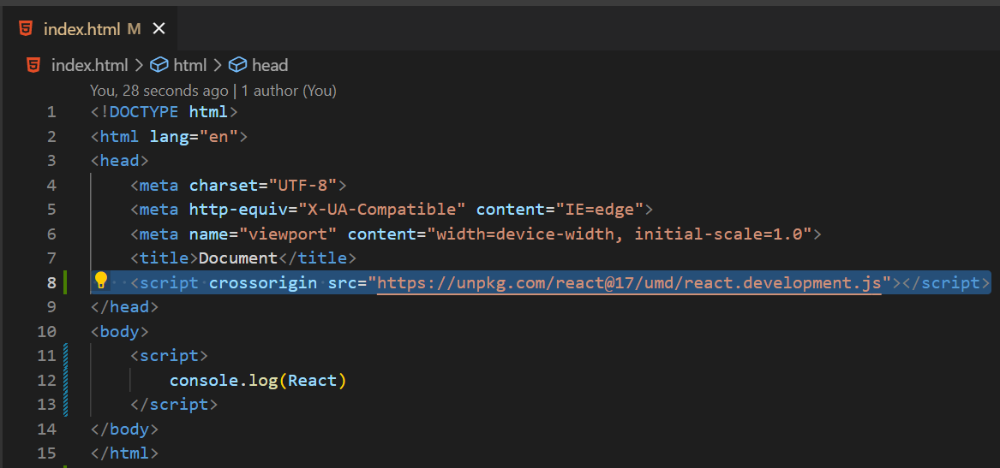 index.html M
index.html > html > head
You, 28 seconds ago | 1 author (You)
1 <!DOCTYPE html>
2 <html lang="en">
3 <head>
4     <meta charset="UTF-8">
5     <meta http-equiv="X-UA-Compatible" content="IE=edge">
6     <meta name="viewport" content="width=device-width, initial-scale=1.0">
7     <title>Document</title>
8     <script crossorigin src="https://unpkg.com/react@17/umd/react.development.js"></script>
9 </head>
10 <body>
11     <script>
12         console.log(React)
13     </script>
14 </body>
15 </html>